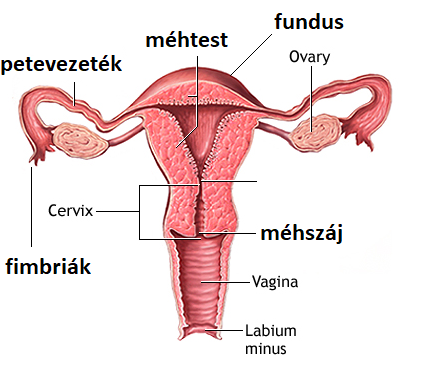 fundus
méhtest
Ovary
petevezeték
Cervix
méhszáj
fimbriák
Vagina
Labium
minus